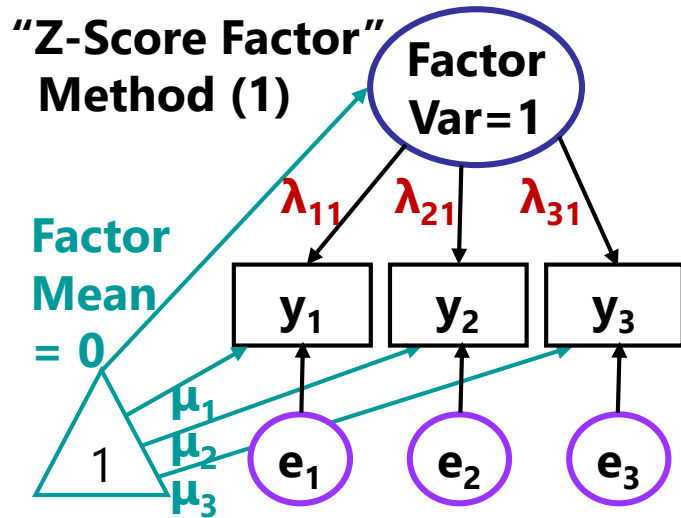 “Z-Score Factor”
Method (1)
Factor
Var=1
λ₁₁
λ₂₁
λ₃₁
Factor
Mean
= 0
y₁
y₂
y₃
μ₁
μ₂
μ₃
1
e₁
e₂
e₃